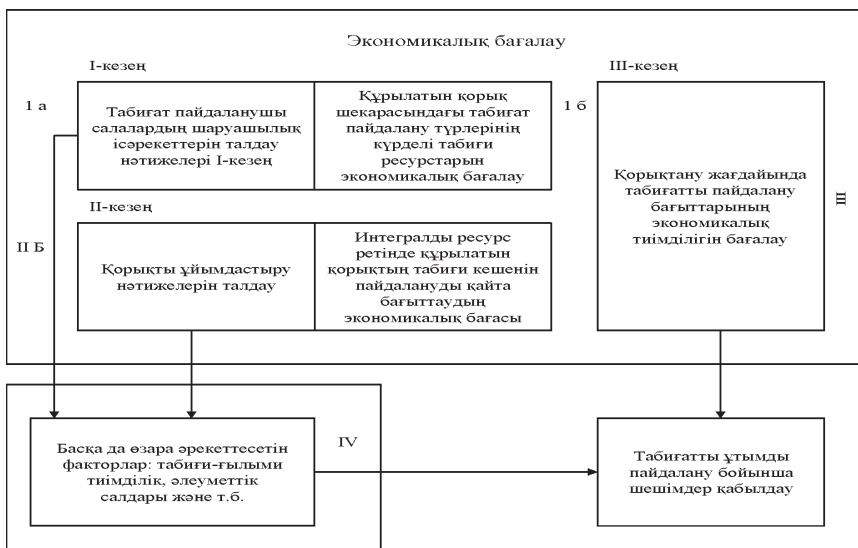 Экономикалық бағалау
I-кезең
III-кезең
1 а
Табиғат пайдаланушы
салалардың шаруашылық
ісәрекеттерін талдау
нәтижелері I-кезең
Құрылатын қорық
шекарасындағы табиғат
пайдалану түрлерінің
күрделі табиғи
ресурстарын
экономикалық бағалау
1 б
Қорықтану жағдайында
табиғатты пайдалану
бағыттарының
экономикалық
тиімділігін бағалау
III
II-кезең
II Б
Қорықты ұйымдастыру
нәтижелерін талдау
Интегралды ресурс
ретінде құрылатын
қорықтың табиғи кешенін
пайдалануды қайта
бағыттаудың
экономикалық бағасы
Басқа да өзара әрекеттесетін
факторлар: табиғи-ғылыми
тиімділік, әлеуметтік
салдары және т.б.
IV
Табиғатты ұтымды
пайдалану бойынша
шешімдер қабылдау